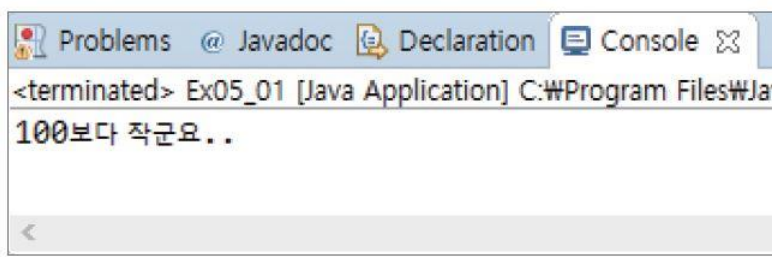 Problems @ Javadoc Declaration Console
<terminated> Ex05_01 [Java Application] C:₩Program Files₩Ja
100보다 작군요..